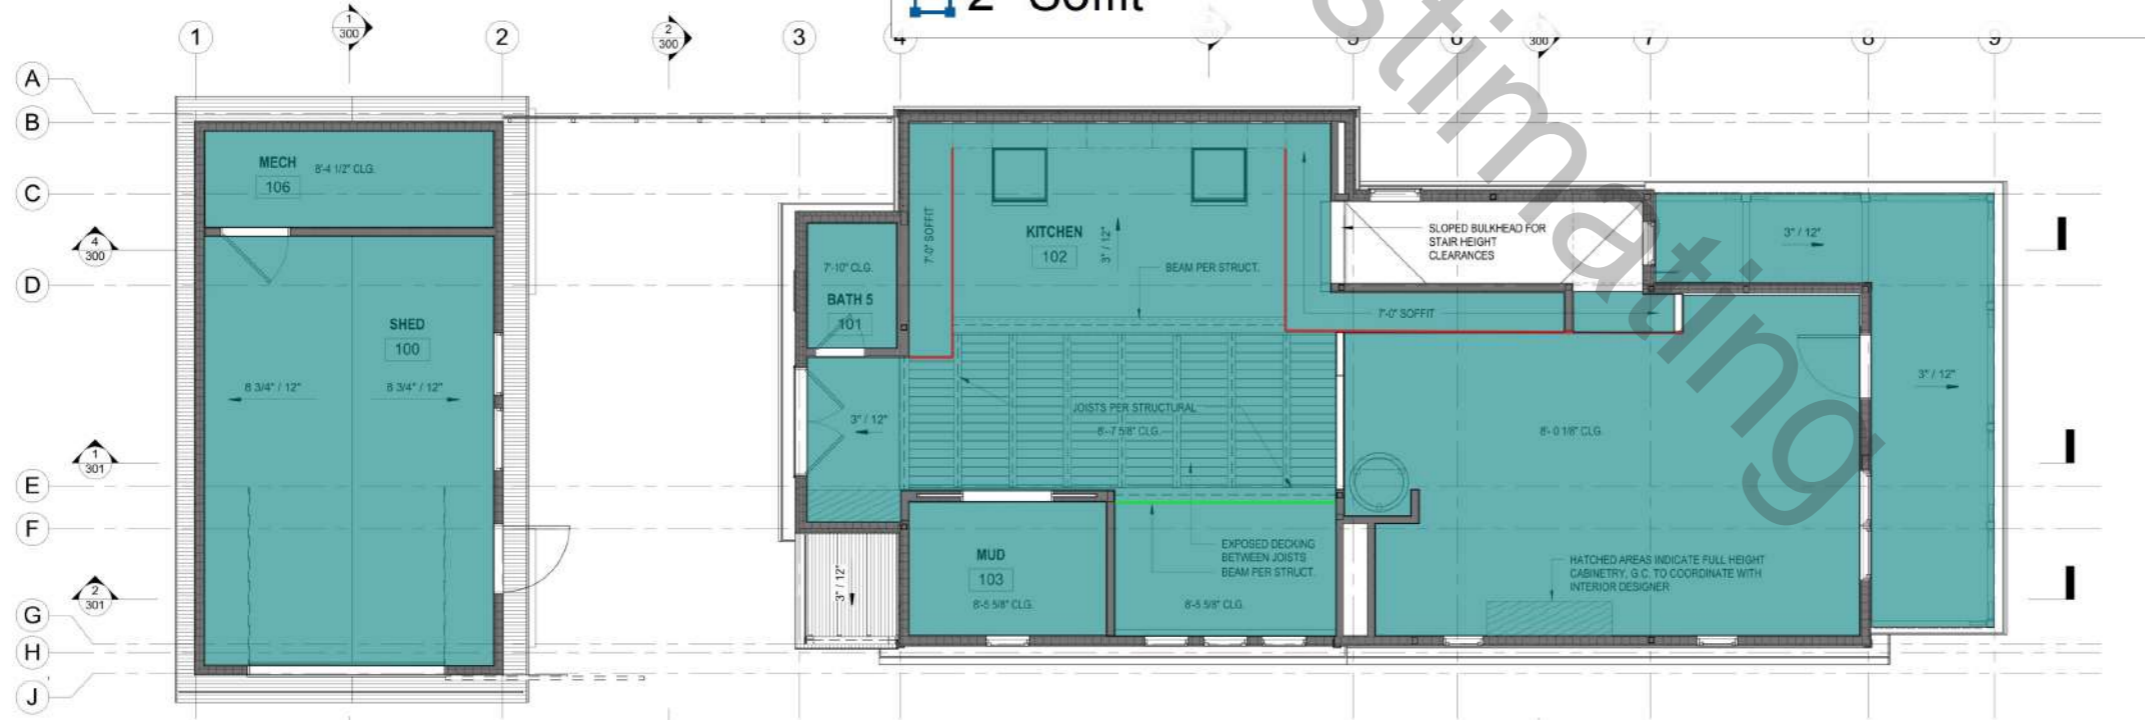 2" Soffit
1
300
2
300
300
1
2
3
4
5
6
7
8
9
A
B
C
D
E
F
G
H
J
4
300
1
301
2
301
MECH
106
8'-4 1/2" CLG.
SHED
100
8 3/4" / 12"
8 3/4" / 12"
7'-10" CLG.
BATH 5
101
7'-0" SOFFIT
KITCHEN
102
3" / 12"
BEAM PER STRUCT.
SLOPED BULKHEAD FOR
STAIR HEIGHT
CLEARANCES
3" / 12"
7'-0" SOFFIT
3" / 12"
3" / 12"
JOISTS PER STRUCTURAL
8'-7 5/8" CLG.
8'-0 1/8" CLG.
EXPOSED DECKING
BETWEEN JOISTS
BEAM PER STRUCT.
MUD
103
8'-5 5/8" CLG.
8'-5 5/8" CLG.
3" / 12"
HATCHED AREAS INDICATE FULL HEIGHT
CABINETRY, G.C. TO COORDINATE WITH
INTERIOR DESIGNER
stimating